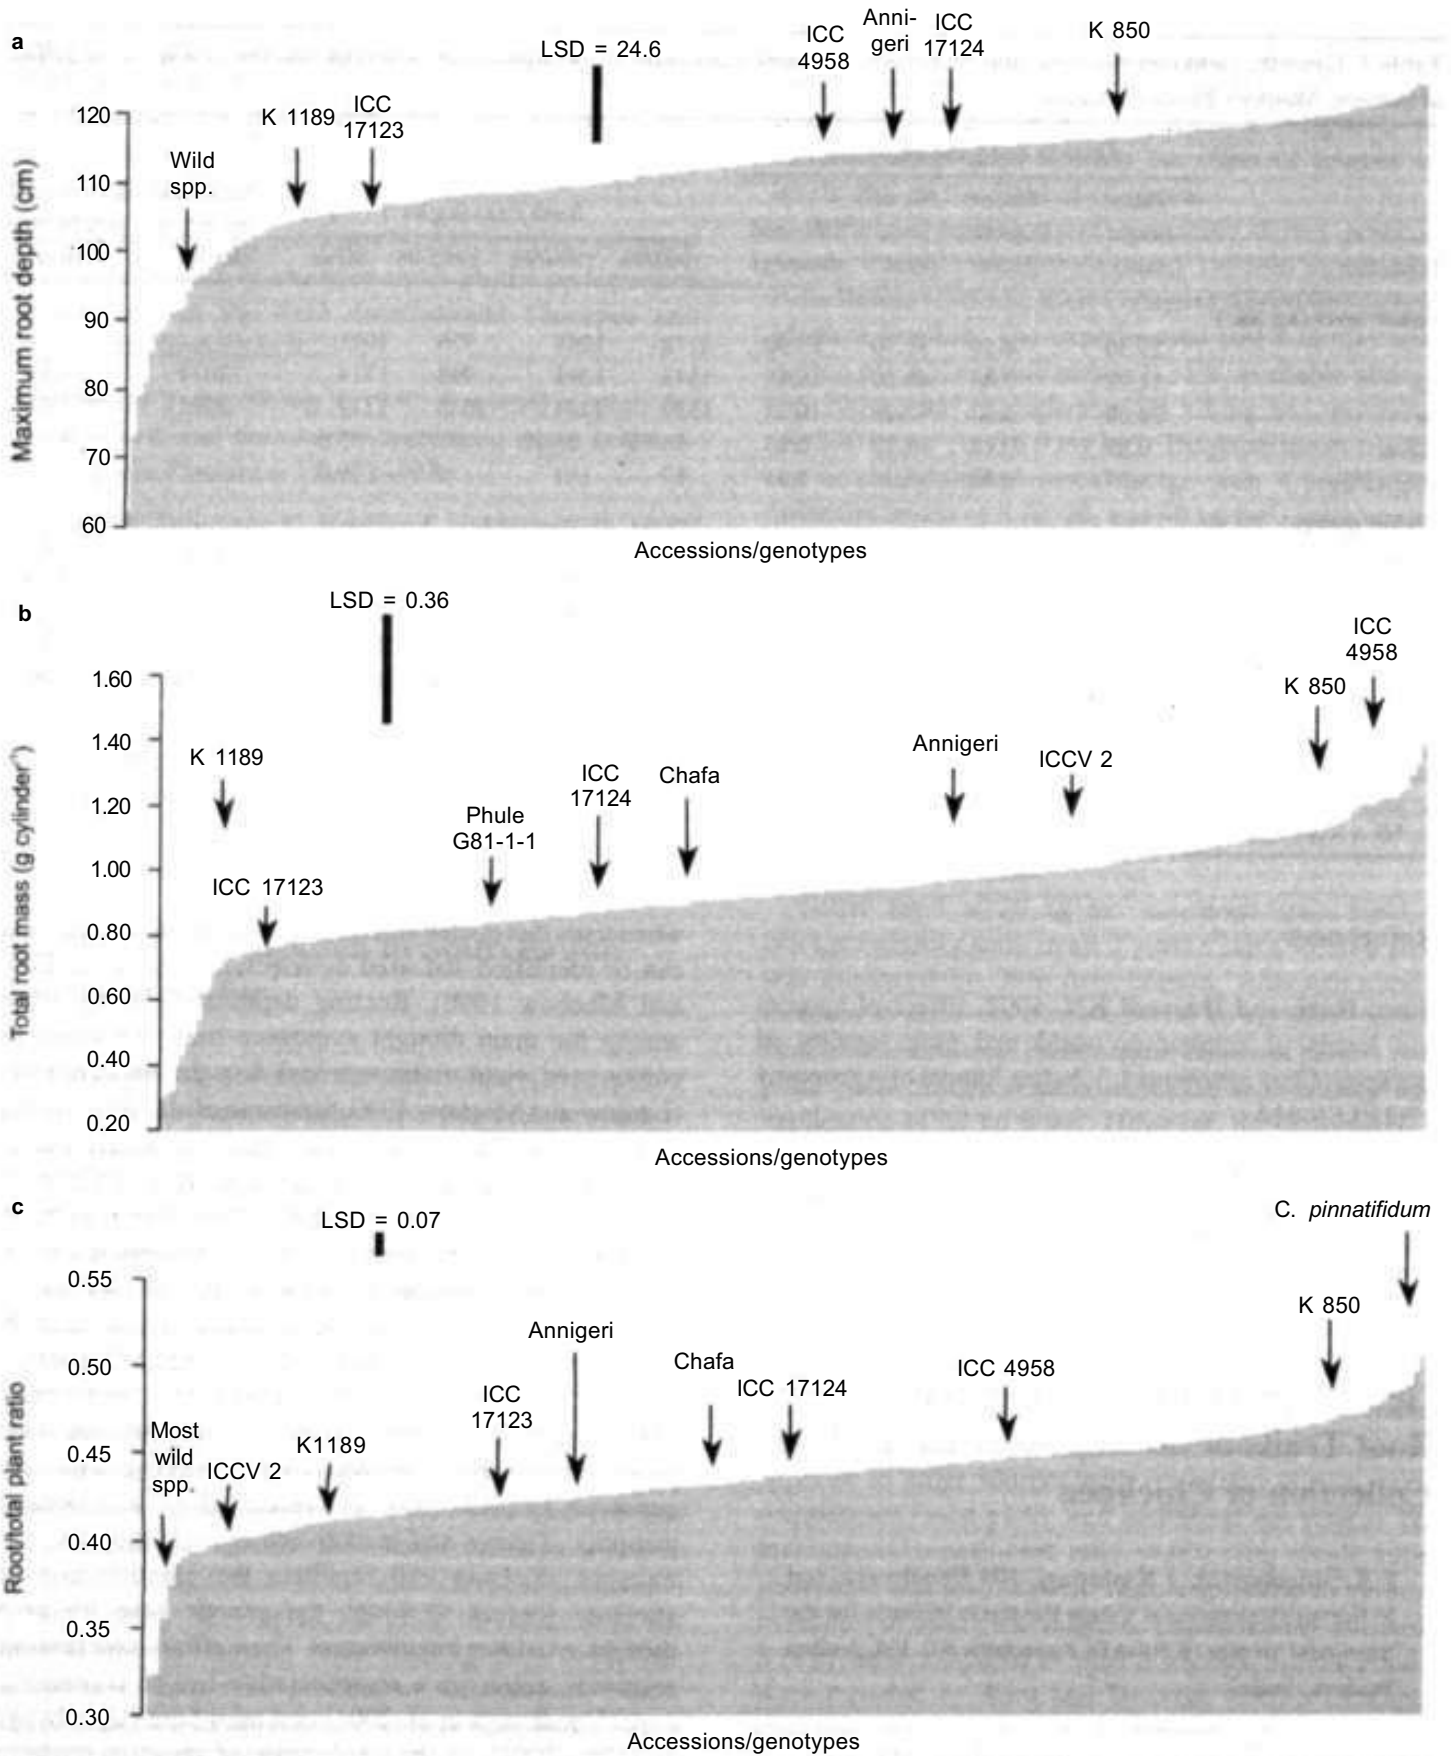 a
LSD = 24.6
ICC
4958
Anni-
geri
ICC
17124
K 850
K 1189
ICC
17123
Wild
spp.
120
110
100
90
80
70
60
Maximum root depth (cm)
Accessions/genotypes
b
LSD = 0.36
ICC
4958
K 850
K 1189
Annigeri
ICCV 2
ICC
17124
Chafa
Phule
G81-1-1
ICC 17123
1.60
1.40
1.20
1.00
0.80
0.60
0.40
0.20
Total root mass (g cylinder⁻¹)
Accessions/genotypes
c
LSD = 0.07
C. pinnatifidum
K 850
Annigeri
Chafa
ICC 17124
ICC 4958
ICC
17123
K1189
Most
wild
spp.
ICCV 2
0.55
0.50
0.45
0.40
0.35
0.30
Root/total plant ratio
Accessions/genotypes